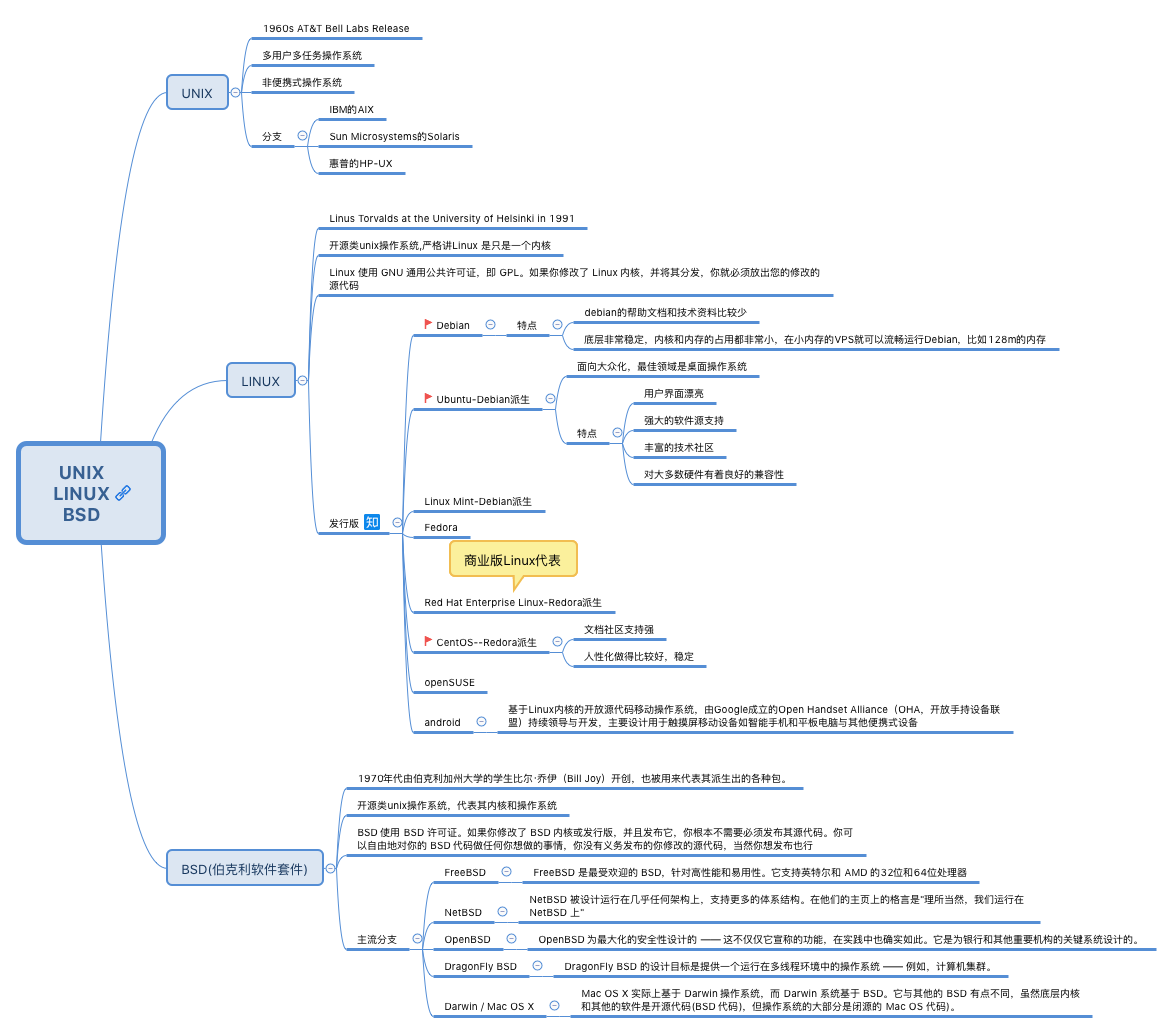 UNIX
LINUX
BSD
UNIX
1960s AT&T Bell Labs Release
多用户多任务操作系统
非便携式操作系统
分支
IBM的AIX
Sun Microsystems的Solaris
惠普的HP-UX
LINUX
Linus Torvalds at the University of Helsinki in 1991
开源类unix操作系统,严格讲Linux 是只是一个内核
Linux 使用 GNU 通用公共许可证，即 GPL。如果你修改了 Linux 内核，并将其分发，你就必须放出您的修改的
源代码
发行版 知
Debian
特点
debian的帮助文档和技术资料比较少
底层非常稳定，内核和内存的占用都非常小，在小内存的VPS就可以流畅运行Debian，比如128m的内存
Ubuntu-Debian派生
面向大众化，最佳领域是桌面操作系统
特点
用户界面漂亮
强大的软件源支持
丰富的技术社区
对大多数硬件有着良好的兼容性
Linux Mint-Debian派生
Fedora
商业版Linux代表
Red Hat Enterprise Linux-Redora派生
CentOS--Redora派生
文档社区支持强
人性化做得比较好，稳定
openSUSE
android
基于Linux内核的开放源代码移动操作系统，由Google成立的Open Handset Alliance（OHA，开放手持设备联
盟）持续领导与开发，主要设计用于触摸屏移动设备如智能手机和平板电脑与其他便携式设备
BSD(伯克利软件套件)
1970年代由伯克利加州大学的学生比尔·乔伊（Bill Joy）开创，也被用来代表其派生出的各种包。
开源类unix操作系统，代表其内核和操作系统
BSD 使用 BSD 许可证。如果你修改了 BSD 内核或发行版，并且发布它，你根本不需要必须发布其源代码。你可
以自由地对你的 BSD 代码做任何你想做的事情，你没有义务发布的你修改的源代码，当然你想发布也行
主流分支
FreeBSD
FreeBSD 是最受欢迎的 BSD，针对高性能和易用性。它支持英特尔和 AMD 的32位和64位处理器
NetBSD
NetBSD 被设计运行在几乎任何架构上，支持更多的体系结构。在他们的主页上的格言是"理所当然，我们运行在
NetBSD 上"
OpenBSD
OpenBSD 为最大化的安全性设计的 —— 这不仅仅它宣称的功能，在实践中也确实如此。它是为银行和其他重要机构的关键系统设计的。
DragonFly BSD
DragonFly BSD 的设计目标是提供一个运行在多线程环境中的操作系统 —— 例如，计算机集群。
Darwin / Mac OS X
Mac OS X 实际上基于 Darwin 操作系统，而 Darwin 系统基于 BSD。它与其他的 BSD 有点不同，虽然底层内核
和其他的软件是开源代码(BSD 代码)，但操作系统的大部分是闭源的 Mac OS 代码)。